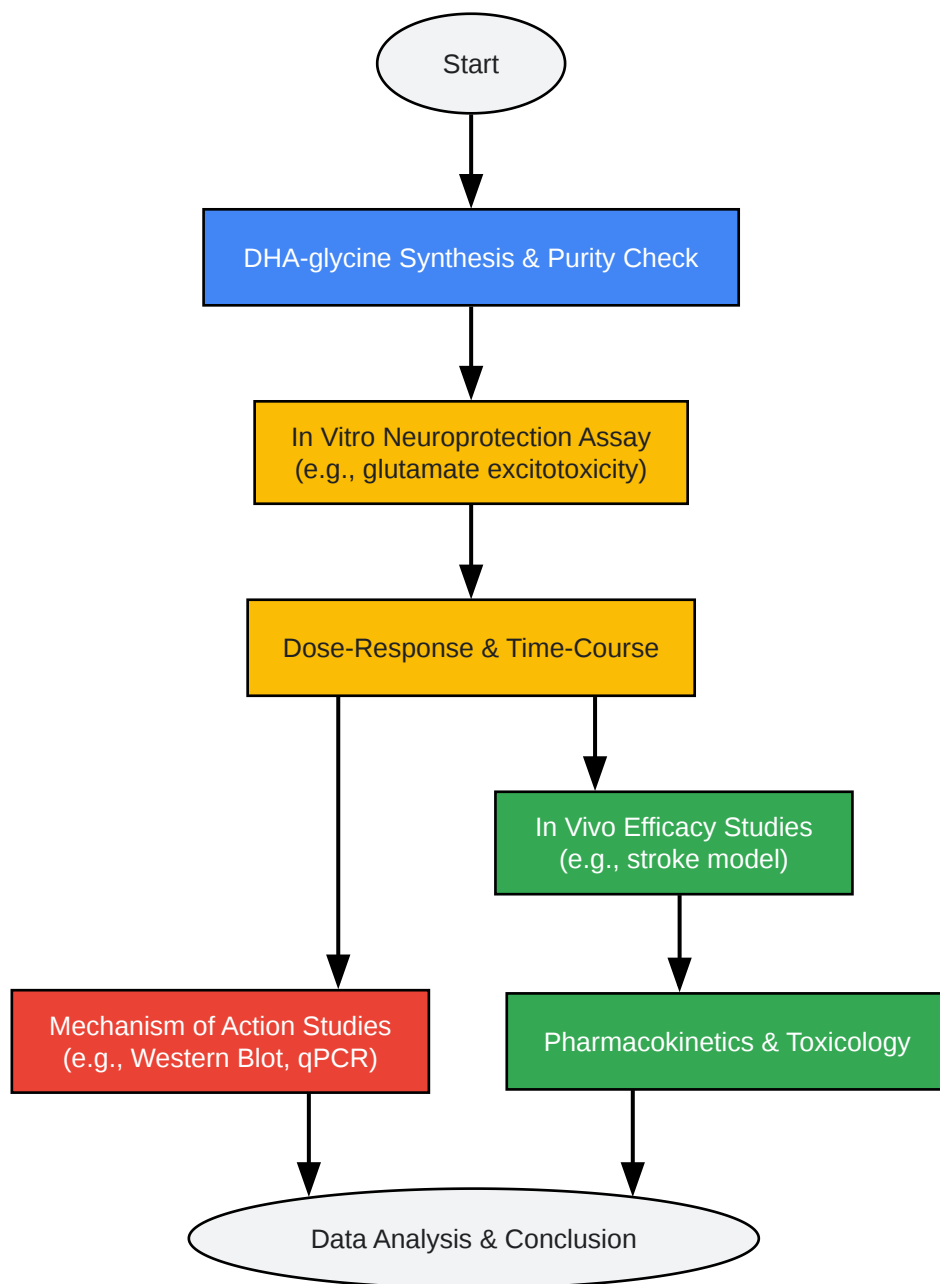 Start
DHA-glycine Synthesis & Purity Check
In Vitro Neuroprotection Assay
(e.g., glutamate excitotoxicity)
Dose-Response & Time-Course
In Vivo Efficacy Studies
(e.g., stroke model)
Mechanism of Action Studies
(e.g., Western Blot, qPCR)
Pharmacokinetics & Toxicology
Data Analysis & Conclusion